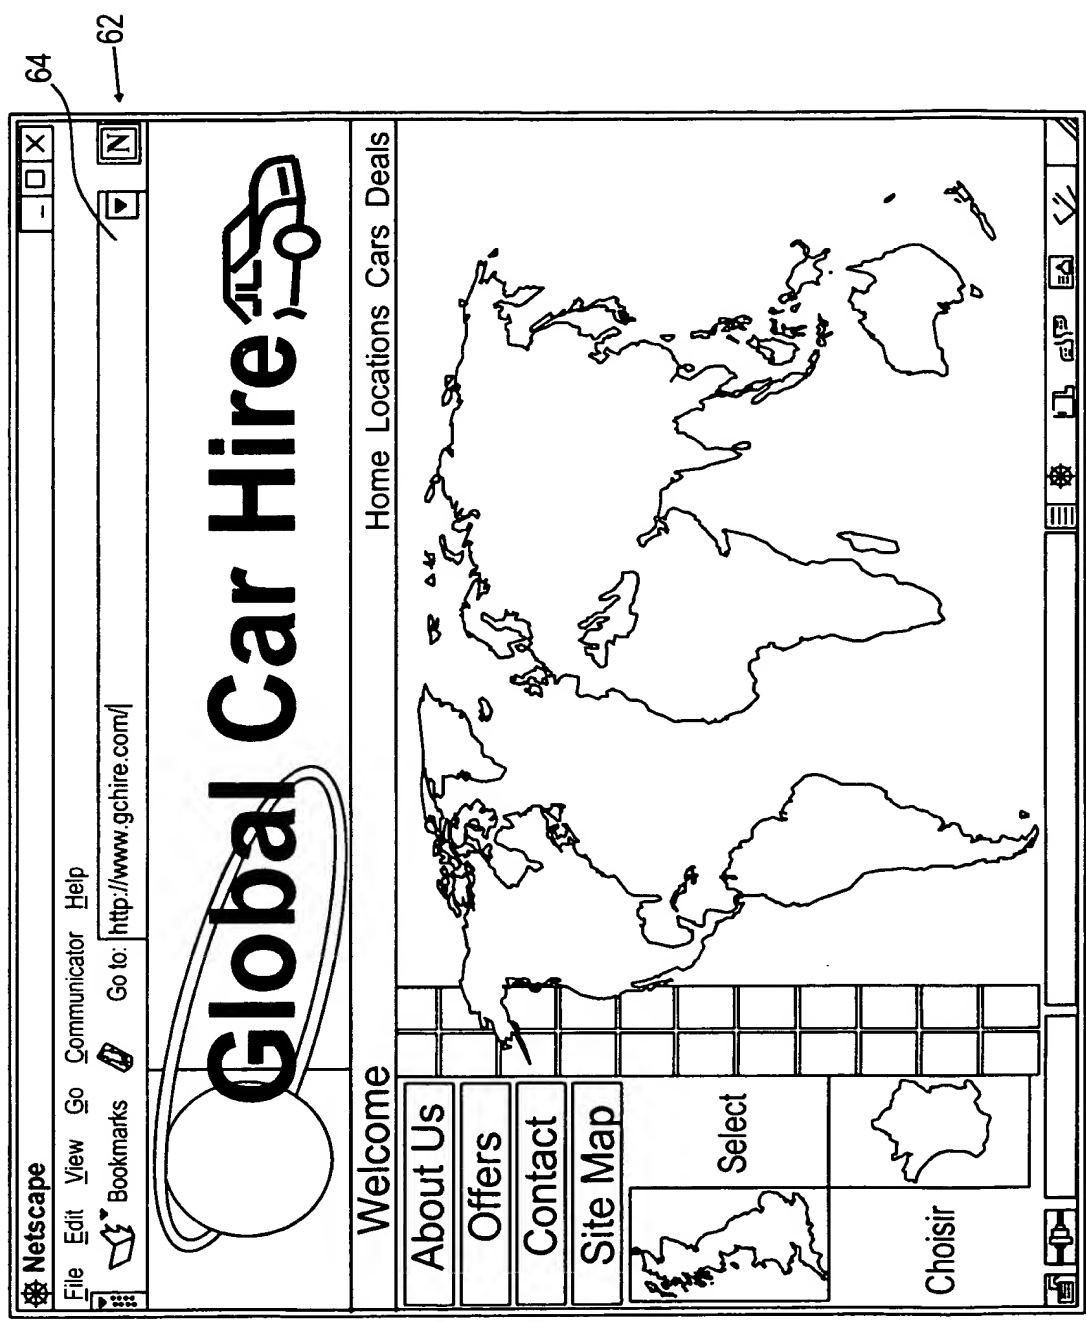 64
62
Netscape
File Edit View Go Communicator Help
Bookmarks Go to: http://www.gchire.com/ N
Global Car Hire
Welcome Home Locations Cars Deals
About Us
Offers
Contact
Site Map
Select
Choisir